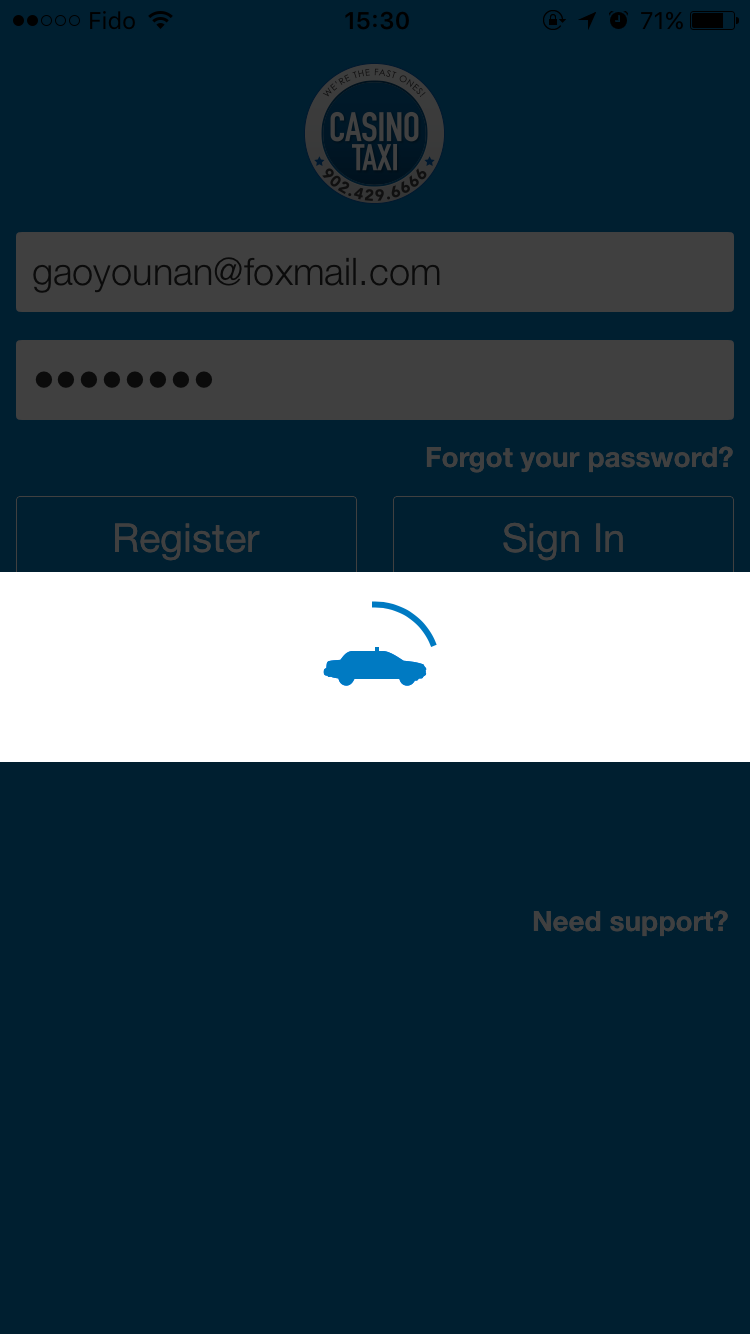 Fido 15:30 71%
WE'RE THE FAST ONES!
CASINO
TAXI
902.429.6666
gaoyounan@foxmail.com
••••••••
Forgot your password?
Register Sign In
Need support?